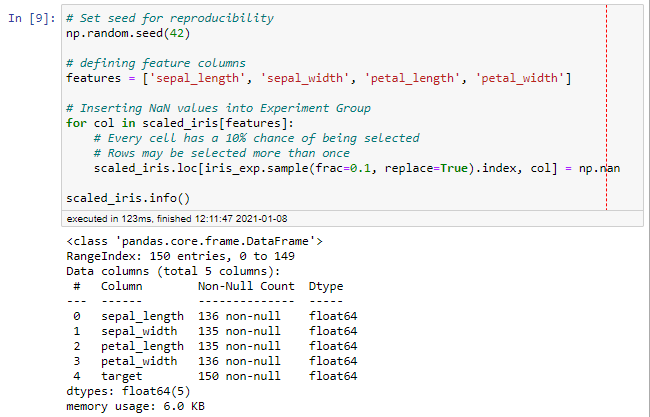 In [9]: # Set seed for reproducibility
np.random.seed(42)
# defining feature columns
features = ['sepal_length', 'sepal_width', 'petal_length', 'petal_width']
# Inserting NaN values into Experiment Group
for col in scaled_iris[features]:
# Every cell has a 10% chance of being selected
# Rows may be selected more than once
scaled_iris.loc[iris_exp.sample(frac=0.1, replace=True).index, col] = np.nan
scaled_iris.info()
executed in 123ms, finished 12:11:47 2021-01-08
<class 'pandas.core.frame.DataFrame'>
RangeIndex: 150 entries, 0 to 149
Data columns (total 5 columns):
# Column Non-Null Count Dtype
--- ------ -------------- -----
0 sepal_length 136 non-null float64
1 sepal_width 135 non-null float64
2 petal_length 135 non-null float64
3 petal_width 136 non-null float64
4 target 150 non-null float64
dtypes: float64(5)
memory usage: 6.0 KB